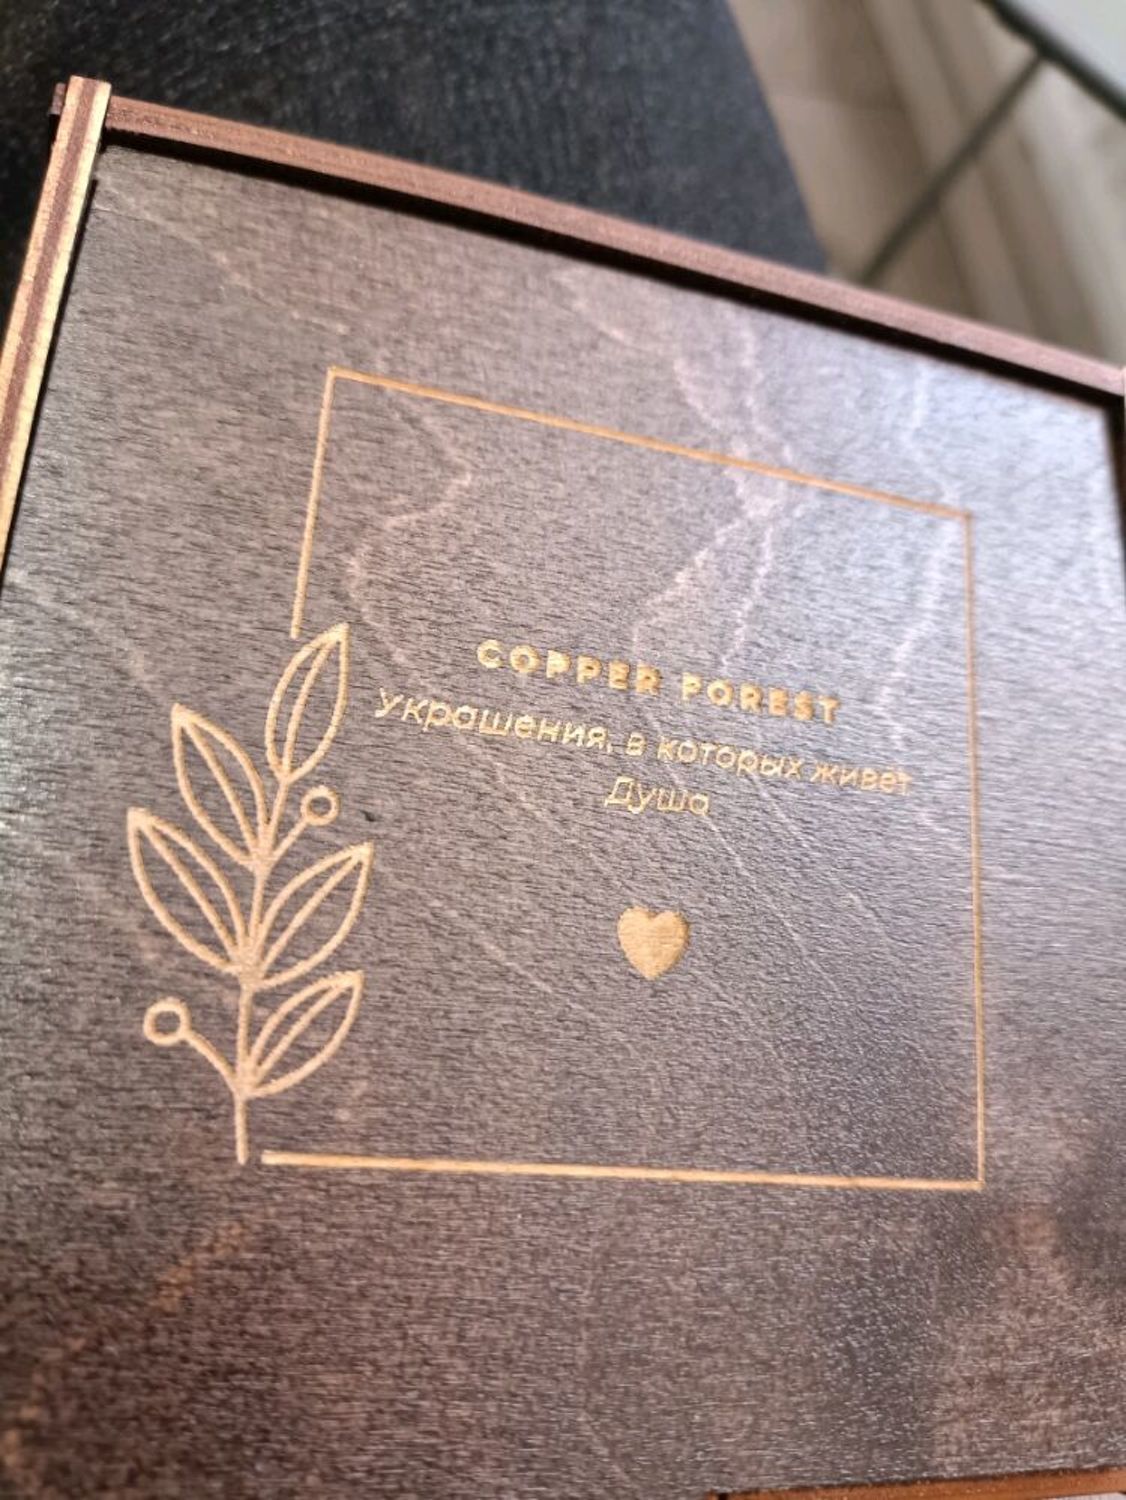 COPPER FOREST
Украшения, в которых живет
Душа